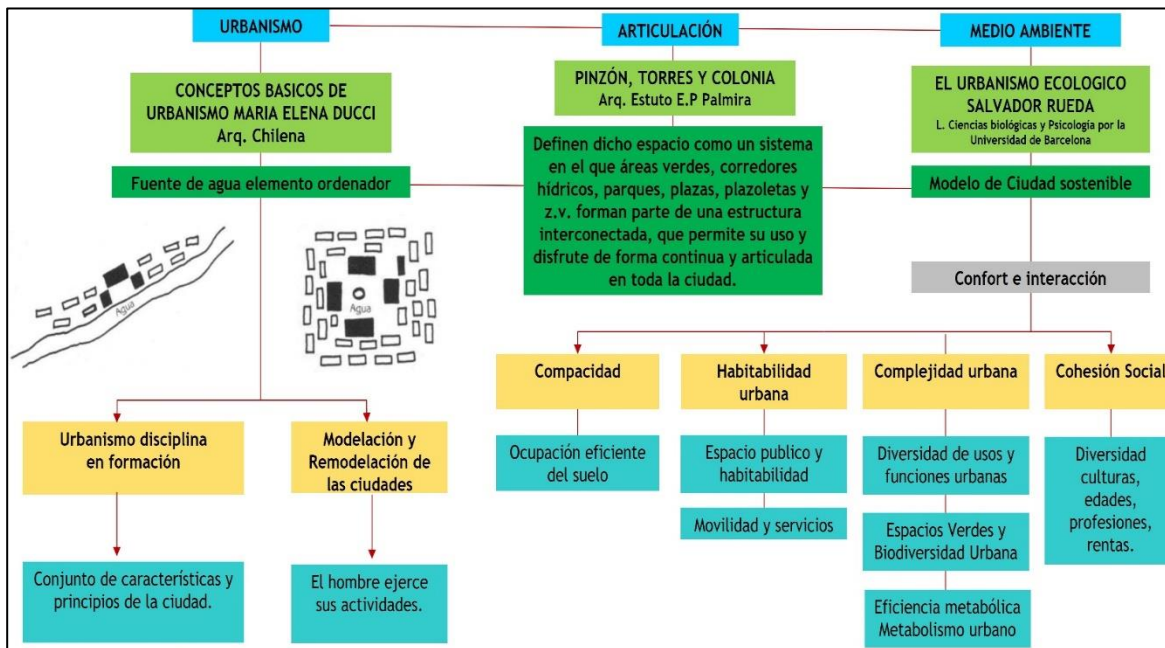 URBANISMO
ARTICULACIÓN
MEDIO AMBIENTE
CONCEPTOS BASICOS DE
URBANISMO MARIA ELENA DUCCI
Arq. Chilena
PINZÓN, TORRES Y COLONIA
Arq. Estuto E.P Palmira
EL URBANISMO ECOLOGICO
SALVADOR RUEDA
L. Ciencias biológicas y Psicología por la
Universidad de Barcelona
Fuente de agua elemento ordenador
Definen dicho espacio como un sistema
en el que áreas verdes, corredores
hídricos, parques, plazas, plazoletas y
z.v. forman parte de una estructura
interconectada, que permite su uso y
disfrute de forma continua y articulada
en toda la ciudad.
Modelo de Ciudad sostenible
Agua
Agua
Confort e interacción
Compacidad
Habitabilidad
urbana
Complejidad urbana
Cohesión Social
Urbanismo disciplina
en formación
Modelación y
Remodelación de
las ciudades
Ocupación eficiente
del suelo
Espacio publico y
habitabilidad
Movilidad y servicios
Diversidad de usos y
funciones urbanas
Espacios Verdes y
Biodiversidad Urbana
Eficiencia metabólica
Metabolismo urbano
Diversidad
culturas,
edades,
profesiones,
rentas.
Conjunto de características y
principios de la ciudad.
El hombre ejerce
sus actividades.